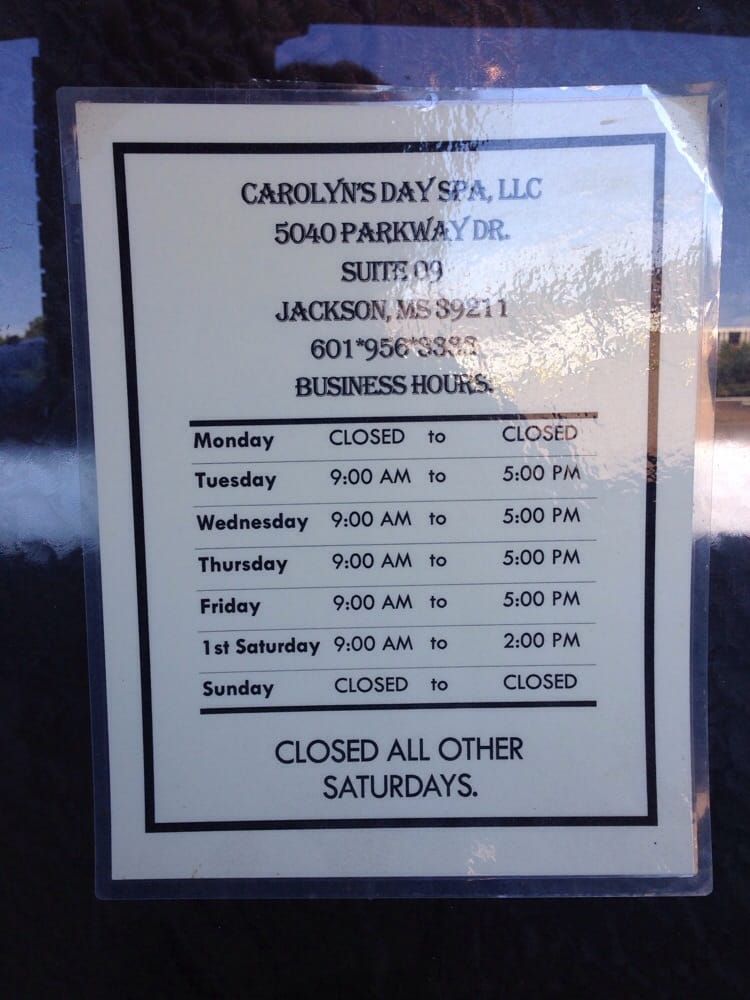 CAROLYN'S DAY SPA, LLC
5040 PARKWAY DR.
SUITE 09
JACKSON, MS 39211
BUSINESS HOURS:
Monday CLOSED to CLOSED
Tuesday 9:00 AM to 5:00 PM
Wednesday 9:00 AM to 5:00 PM
Thursday 9:00 AM to 5:00 PM
Friday 9:00 AM to 5:00 PM
1st Saturday 9:00 AM to 2:00 PM
Sunday CLOSED to CLOSED
CLOSED ALL OTHER
SATURDAYS.